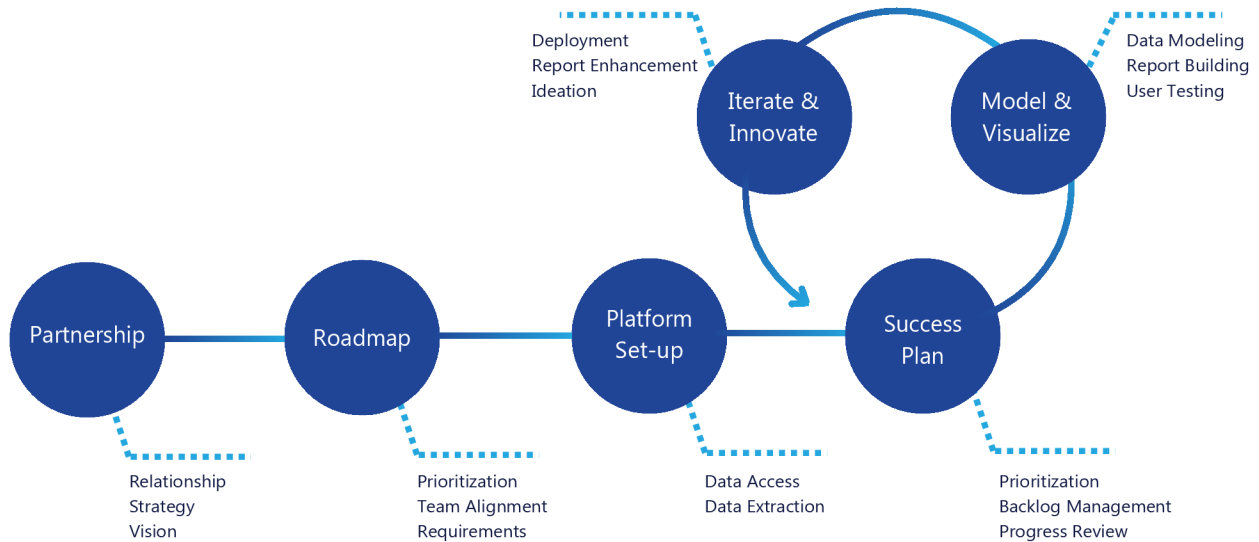 Deployment
Report Enhancement
Ideation
Iterate &
Innovate
Model &
Visualize
Data Modeling
Report Building
User Testing
Partnership
Roadmap
Platform
Set-up
Success
Plan
Relationship
Strategy
Vision
Prioritization
Team Alignment
Requirements
Data Access
Data Extraction
Prioritization
Backlog Management
Progress Review